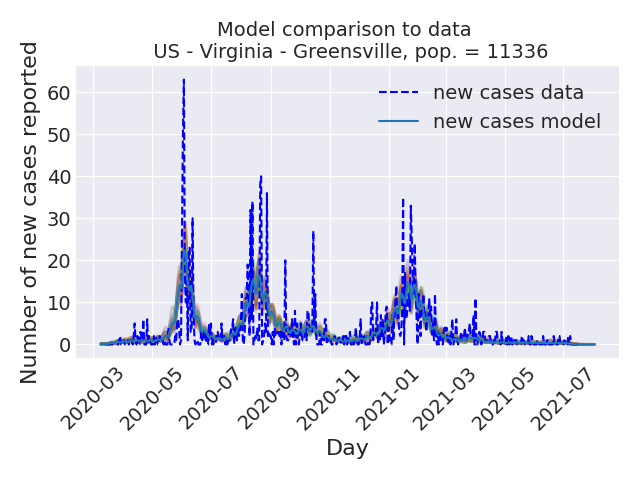 Model comparison to data
US - Virginia - Greensville, pop. = 11336
Number of new cases reported
60
50
40
30
20
10
0
new cases data
new cases model
2020-03
2020-05
2020-07
2020-09
2020-11
2021-01
2021-03
2021-05
2021-07
Day